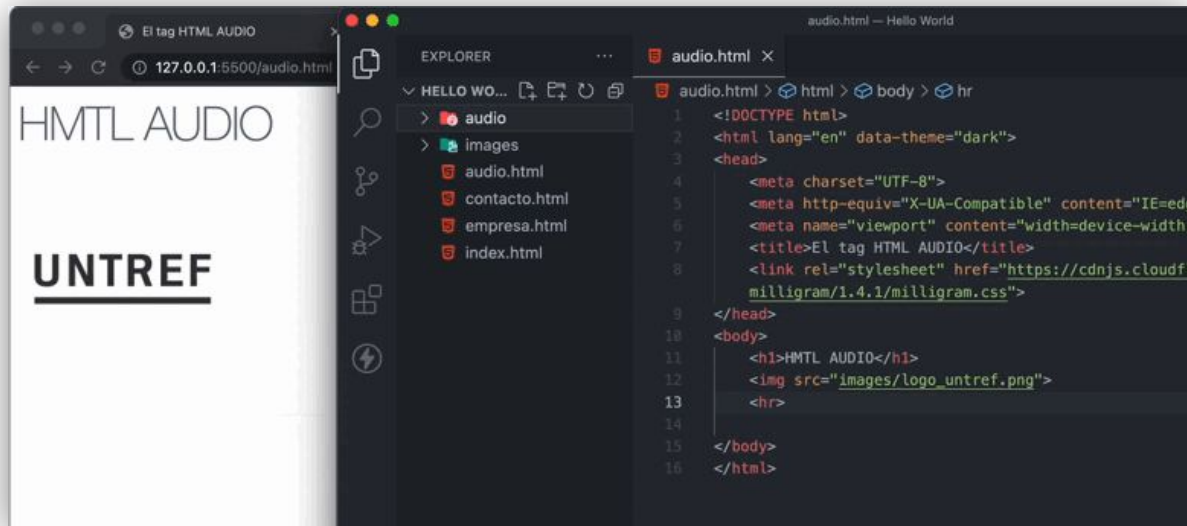 El tag HTML AUDIO
127.0.0.1:5500/audio.html
HMTL AUDIO
UNTREF
audio.html — Hello World
EXPLORER
HELLO WO...
audio
images
audio.html
contacto.html
empresa.html
index.html
audio.html
audio.html > html > body > hr
1 <!DOCTYPE html>
2 <html lang="en" data-theme="dark">
3 <head>
4 <meta charset="UTF-8">
5 <meta http-equiv="X-UA-Compatible" content="IE=ed
6 <meta name="viewport" content="width=device-width
7 <title>El tag HTML AUDIO</title>
8 <link rel="stylesheet" href="https://cdnjs.cloudf
milligram/1.4.1/milligram.css">
9 </head>
10 <body>
11 <h1>HMTL AUDIO</h1>
12 <img src="images/logo_untref.png">
13 <hr>
14
15 </body>
16 </html>